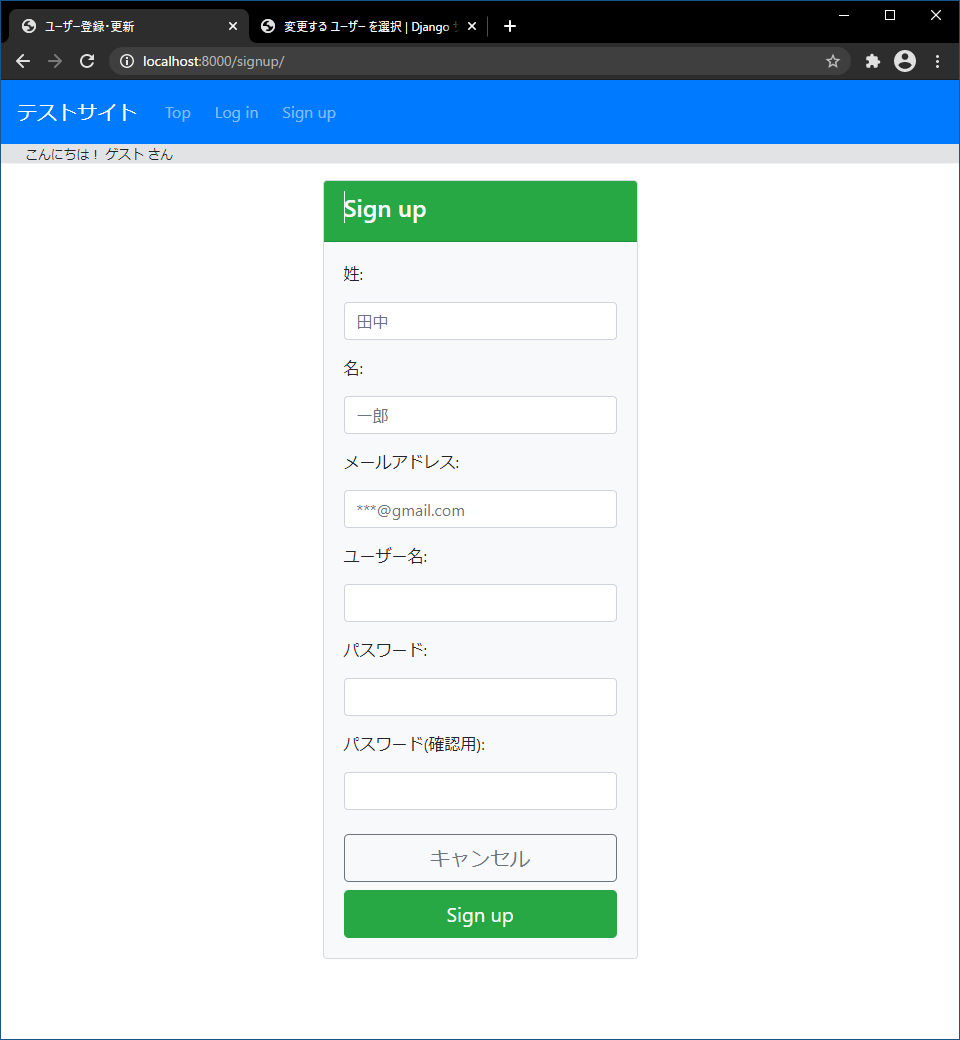 ユーザー登録・更新 変更する ユーザー を選択 | Django
localhost:8000/signup/
テストサイト Top Log in Sign up
こんにちは! ゲスト さん
Sign up
姓:
田中
名:
一郎
メールアドレス:
***@gmail.com
ユーザー名:
パスワード:
パスワード(確認用):
キャンセル
Sign up